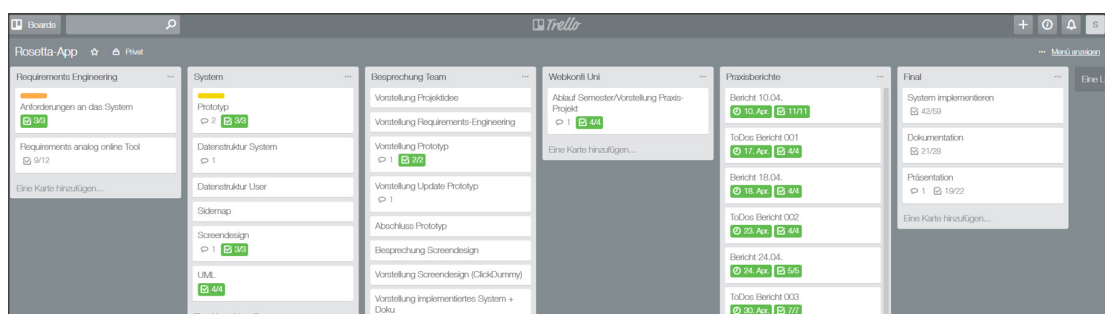 Boards
Trello
S
Rosetta-App
Privat
··· Menü anzeigen
Requirements Engineering ···
Anforderungen an das System
3/3
Requirements analog online Tool
9/12
Eine Karte hinzufügen...
System ···
Prototyp
2 3/3
Datenstruktur System
1
Datenstruktur User
Sidemap
Screendesign
1 3/3
UML
4/4
Besprechung Team ···
Vorstellung Projektidee
Vorstellung Requirements-Engineering
Vorstellung Prototyp
1 2/2
Vorstellung Update Prototyp
1
Abschluss Prototyp
Besprechung Screendesign
Vorstellung Screendesign (ClickDummy)
Vorstellung implementiertes System +
Doku
Webkonfi Uni ···
Ablauf Semester/Vorstellung Praxis-
Projekt
1 4/4
Eine Karte hinzufügen...
Praxisberichte ···
Bericht 10.04.
10. Apr. 11/11
ToDos Bericht 001
17. Apr. 4/4
Bericht 18.04.
18. Apr. 4/4
ToDos Bericht 002
23. Apr. 4/4
Bericht 24.04.
24. Apr. 5/5
ToDos Bericht 003
30. Apr. 7/7
Final ···
System implementieren
42/59
Dokumentation
21/28
Präsentation
1 19/22
Eine Karte hinzufügen...
Eine L